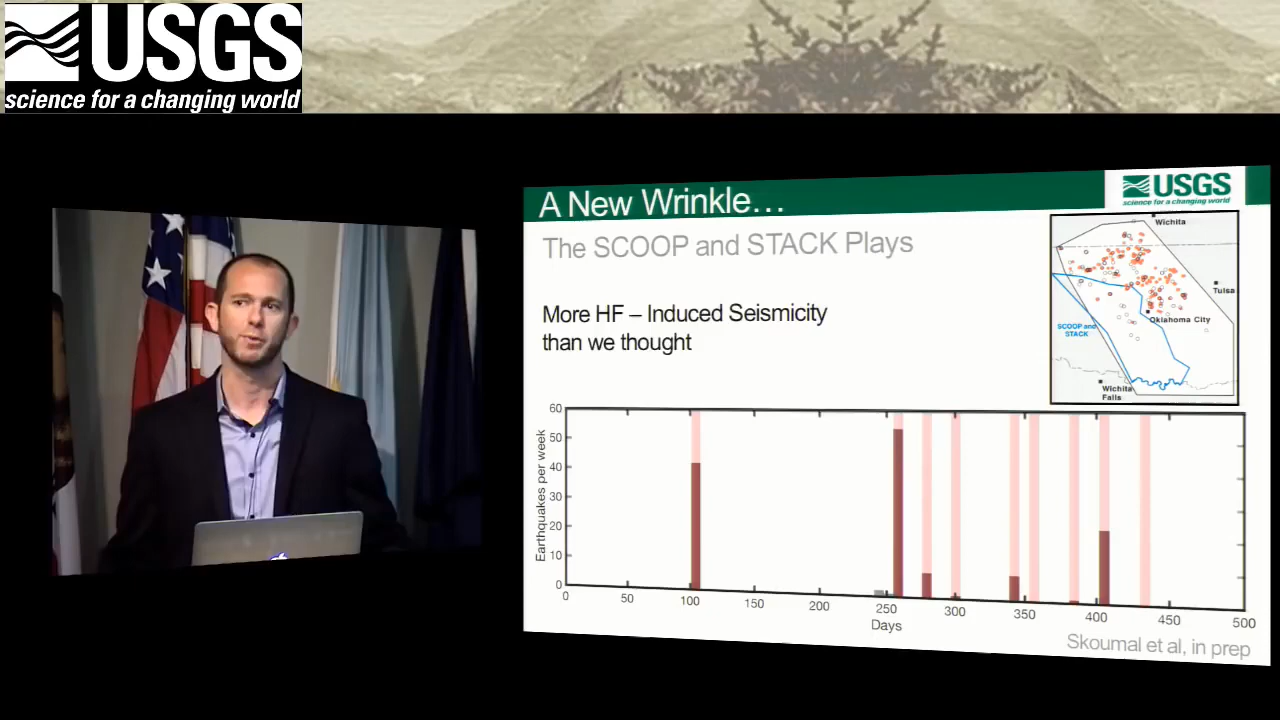 USGS
science for a changing world
A New Wrinkle…
USGS
science for a changing world
The SCOOP and STACK Plays
More HF – Induced Seismicity
than we thought
Wichita
Tulsa
Oklahoma City
SCOOP and
STACK
Wichita
Falls
Earthquakes per week
60
50
40
30
20
10
0
0 50 100 150 200 250 300 350 400 450 500
Days
Skoumal et al, in prep